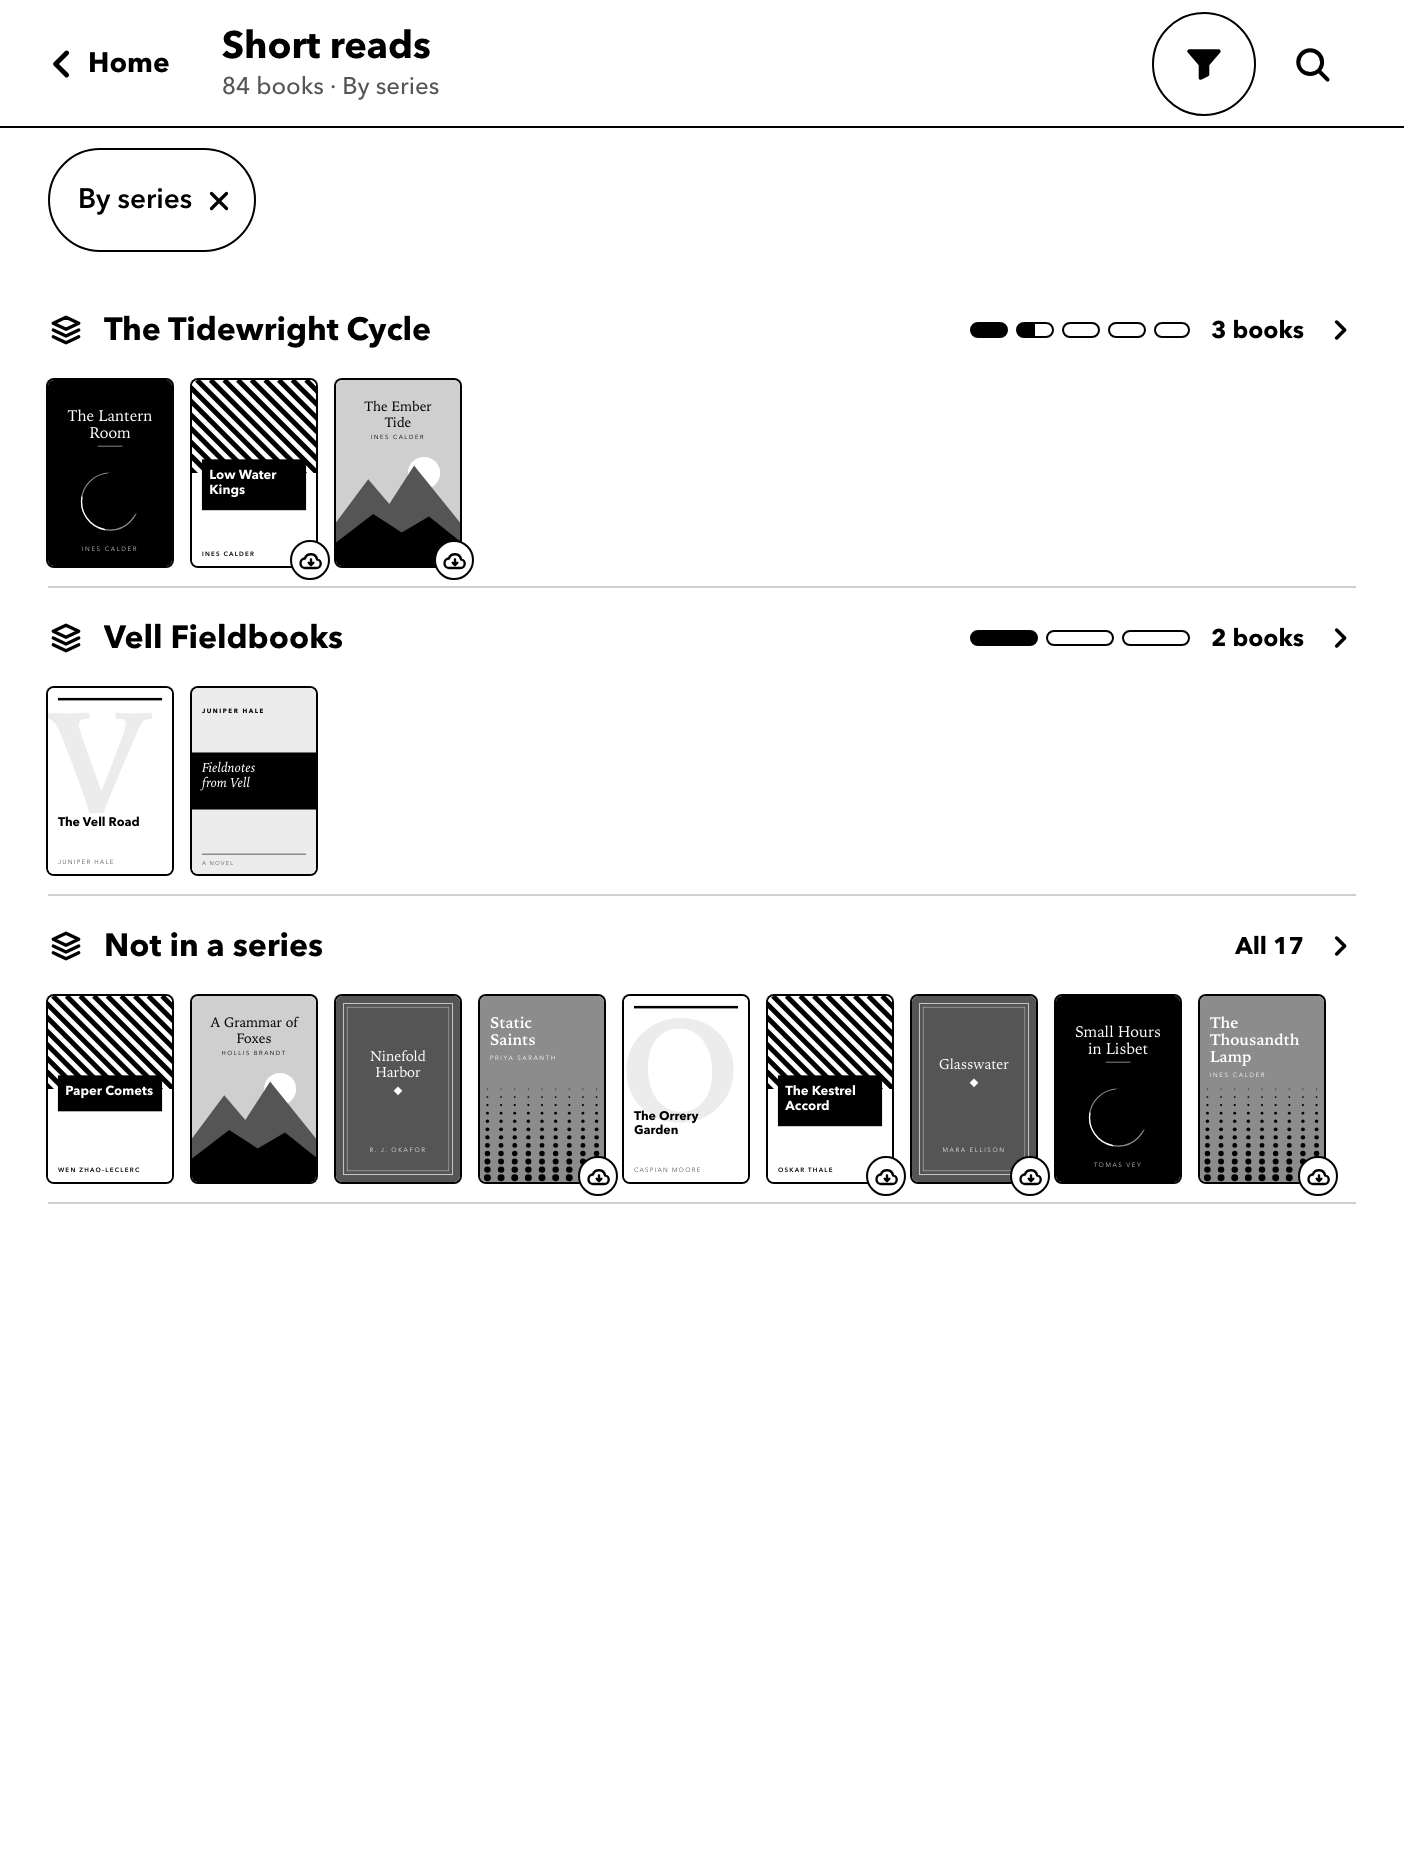 Home
Short reads
84 books · By series
By series
The Tidewright Cycle
3 books
The Lantern
Room
INES CALDER
Low Water
Kings
INES CALDER
The Ember
Tide
INES CALDER
Vell Fieldbooks
2 books
V
The Vell Road
JUNIPER HALE
JUNIPER HALE
Fieldnotes
from Vell
A NOVEL
Not in a series
All 17
Paper Comets
WEN ZHAO-LECLERC
A Grammar of
Foxes
HOLLIS BRANDT
Ninefold
Harbor
R. J. OKAFOR
Static
Saints
PRIYA SARANTH
O
The Orrery
Garden
CASPIAN MOORE
The Kestrel
Accord
OSKAR THALE
Glasswater
MARA ELLISON
Small Hours
in Lisbet
TOMAS VEY
The
Thousandth
Lamp
INES CALDER